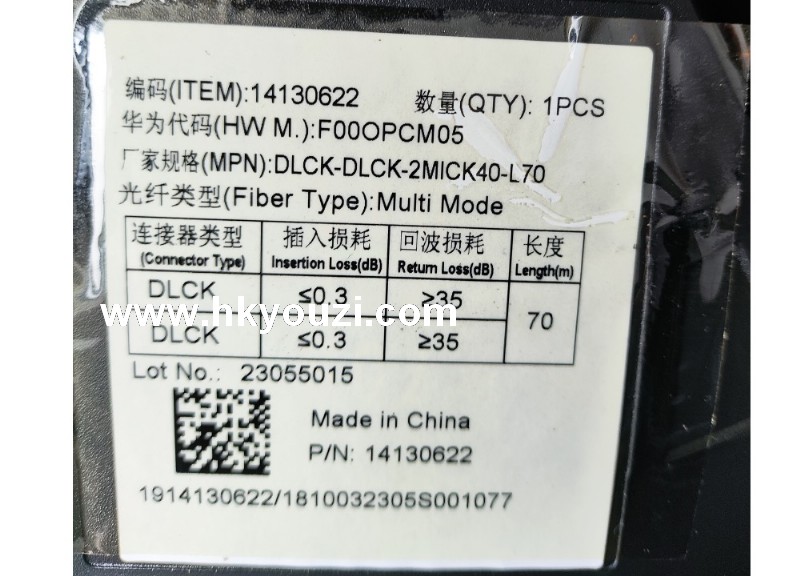 编码(ITEM):14130622 数量(QTY): 1PCS
华为代码(HW M.):F00OPCM05
厂家规格(MPN):DLCK-DLCK-2MICK40-L70
光纤类型(Fiber Type):Multi Mode
连接器类型 插入损耗 回波损耗 长度
(Connector Type) Insertion Loss(dB) Return Loss(dB) Length(m)
DLCK ≤0.3 ≥35 70
www.hkyouzi.com
DLCK ≤0.3 ≥35
Lot No.: 23055015
Made in China
P/N: 14130622
1914130622/1810032305S001077